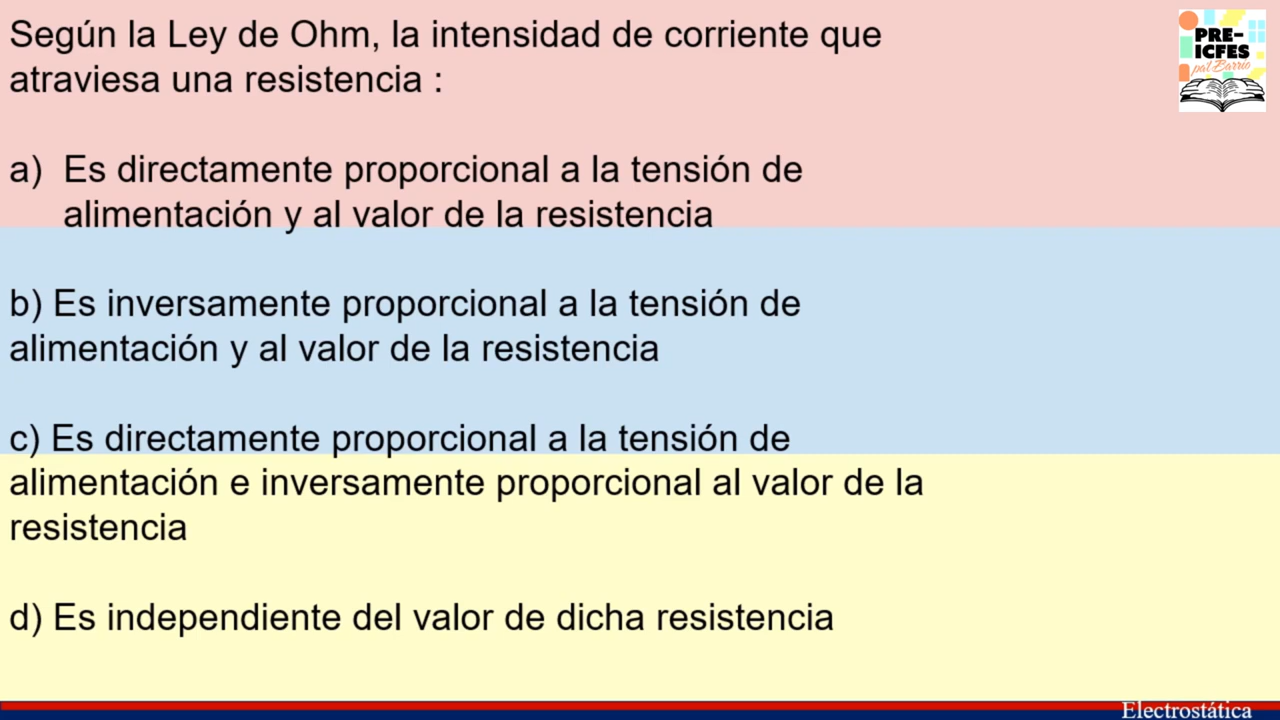 Según la Ley de Ohm, la intensidad de corriente que
atraviesa una resistencia :
PRE-
ICFES
pa'l Barrio
a) Es directamente proporcional a la tensión de
alimentación y al valor de la resistencia
b) Es inversamente proporcional a la tensión de
alimentación y al valor de la resistencia
c) Es directamente proporcional a la tensión de
alimentación e inversamente proporcional al valor de la
resistencia
d) Es independiente del valor de dicha resistencia
Electrostática